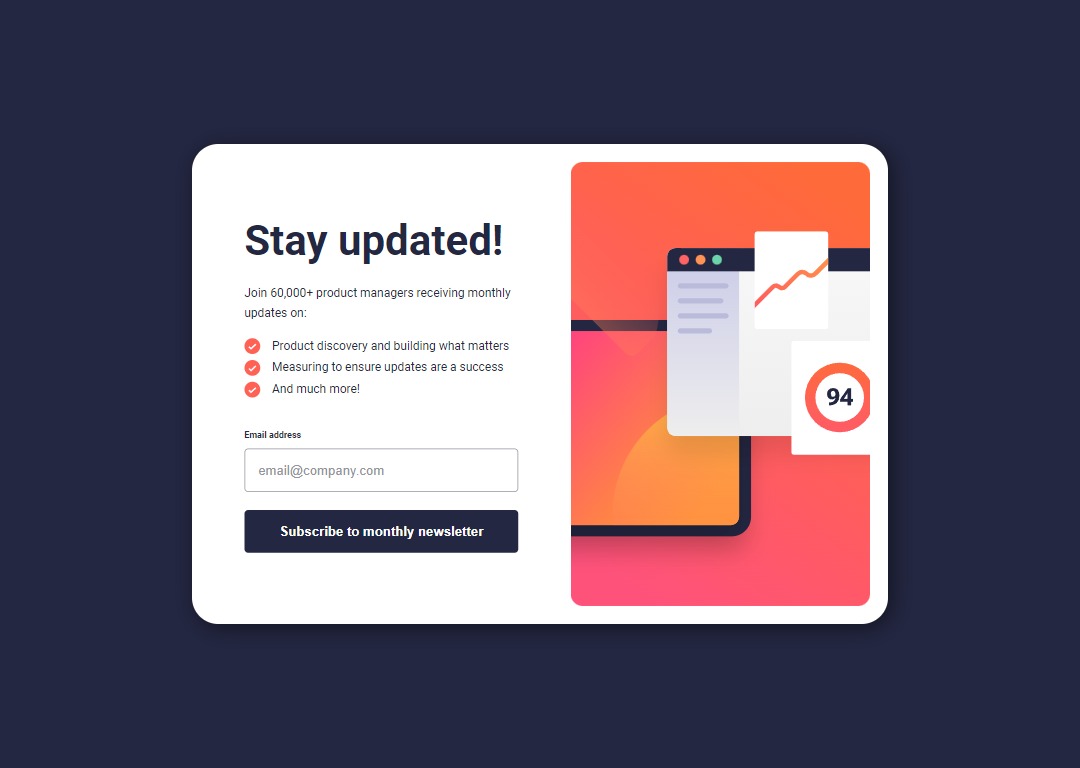 Stay updated!
Join 60,000+ product managers receiving monthly
updates on:
Product discovery and building what matters
Measuring to ensure updates are a success
And much more!
Email address
email@company.com
Subscribe to monthly newsletter
94